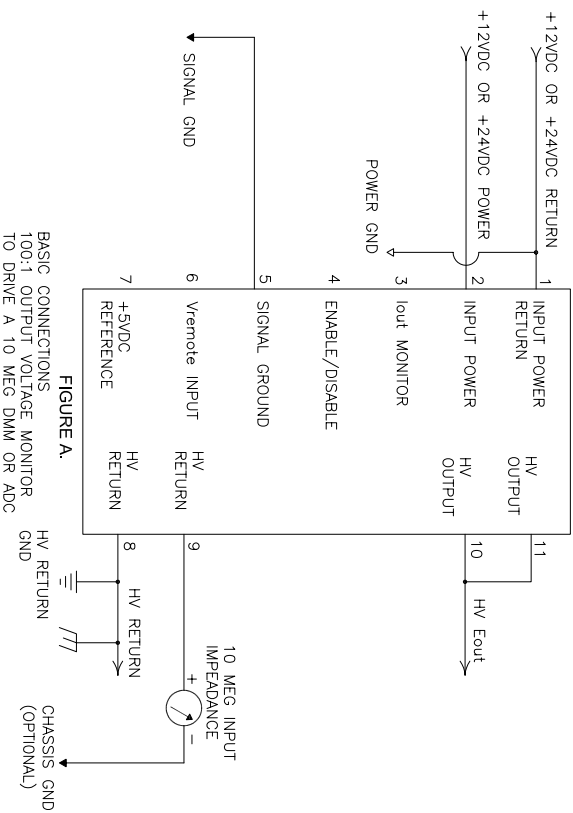 +12VDC OR +24VDC RETURN
+12VDC OR +24VDC POWER
POWER GND
SIGNAL GND
1
2
3
4
5
6
7
INPUT POWER
RETURN
INPUT POWER
Iout MONITOR
ENABLE/DISABLE
SIGNAL GROUND
Vremote INPUT
+5VDC
REFERENCE
HV
OUTPUT
HV
OUTPUT
HV
RETURN
HV
RETURN
11
10
9
8
HV Eout
10 MEG INPUT
IMPEADANCE
+
−
HV RETURN
HV RETURN
GND
CHASSIS GND
(OPTIONAL)
FIGURE A.
BASIC CONNECTIONS
100:1 OUTPUT VOLTAGE MONITOR
TO DRIVE A 10 MEG DMM OR ADC